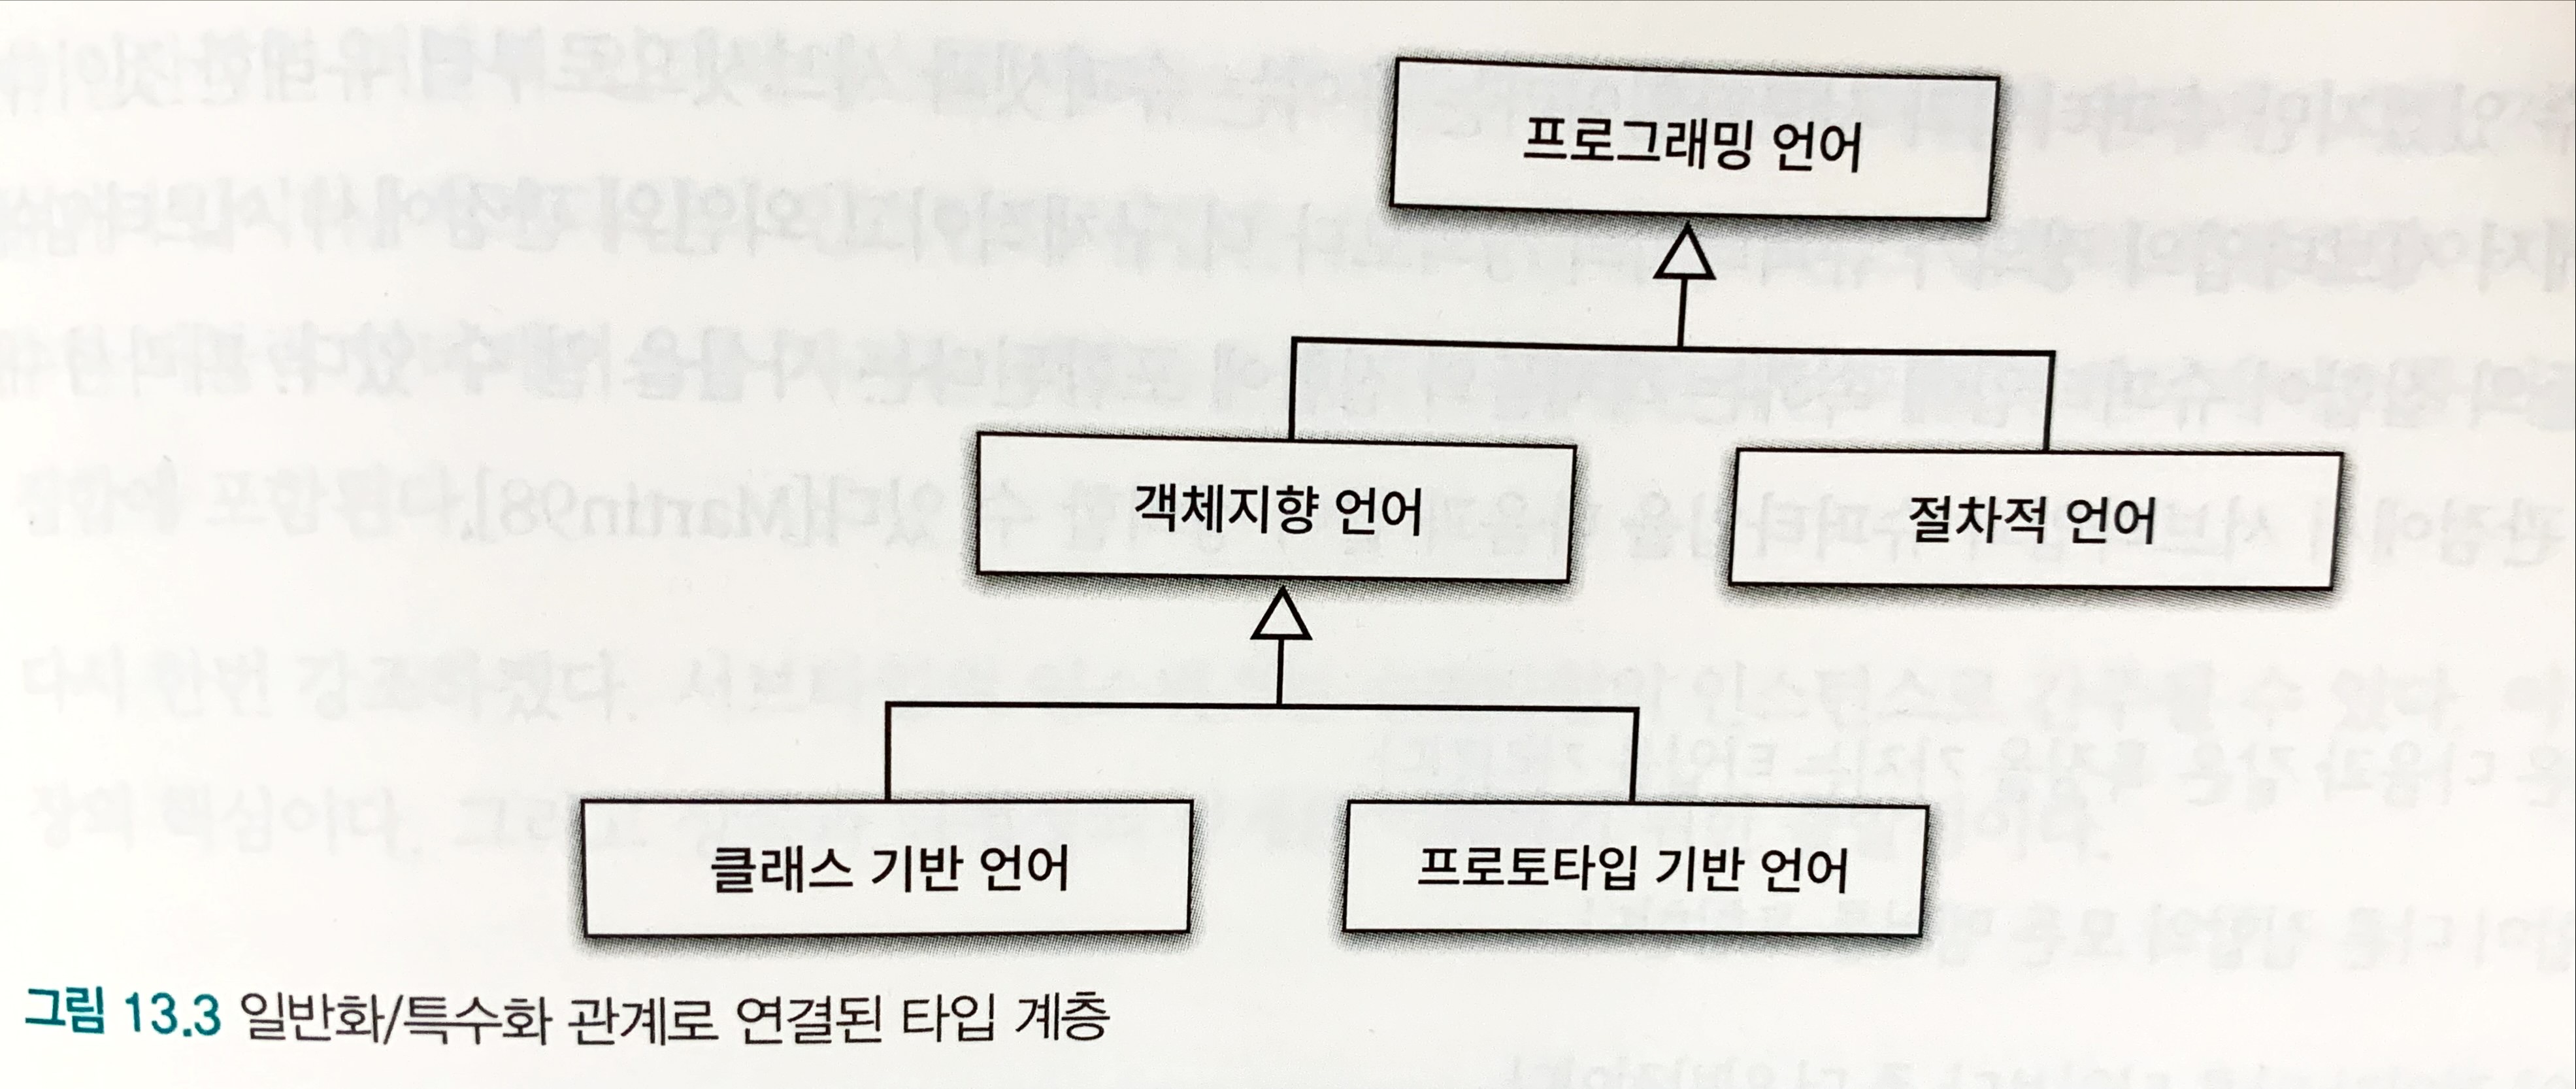 프로그래밍 언어
객체지향 언어
절차적 언어
클래스 기반 언어
프로토타입 기반 언어
그림 13.3 일반화/특수화 관계로 연결된 타입 계층